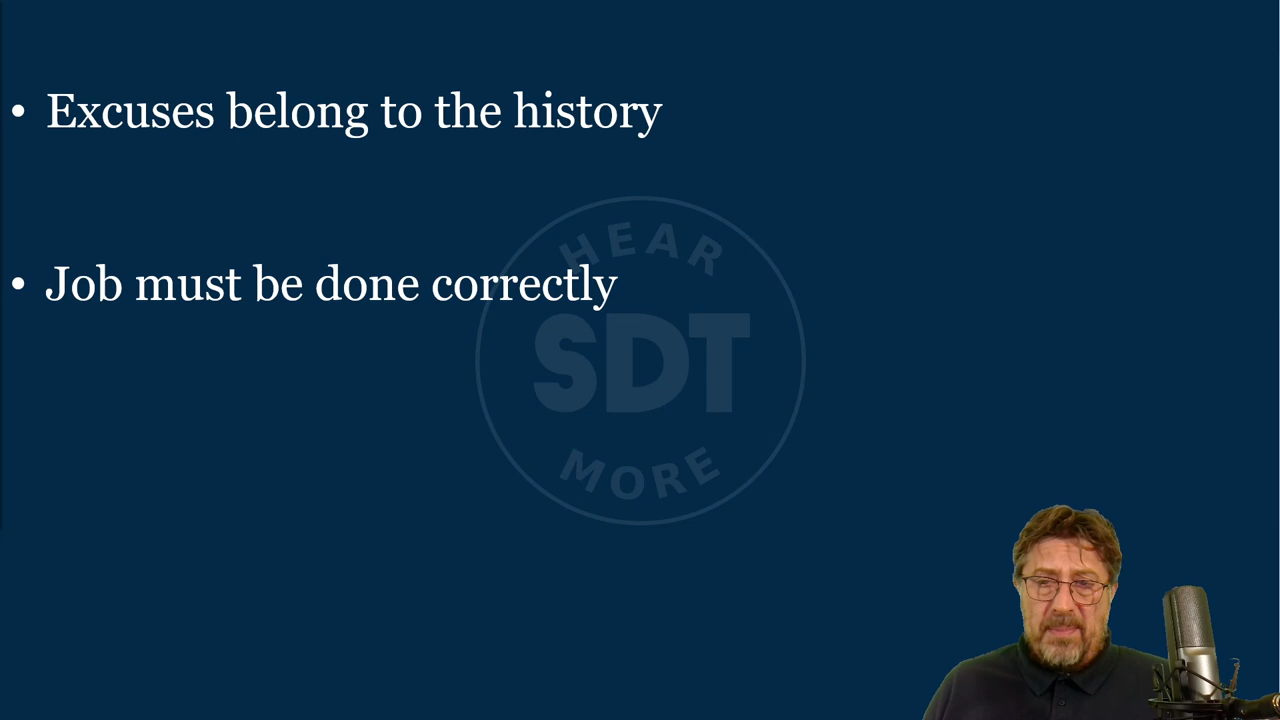 • Excuses belong to the history
• Job must be done correctly
HEAR
SDT
MORE